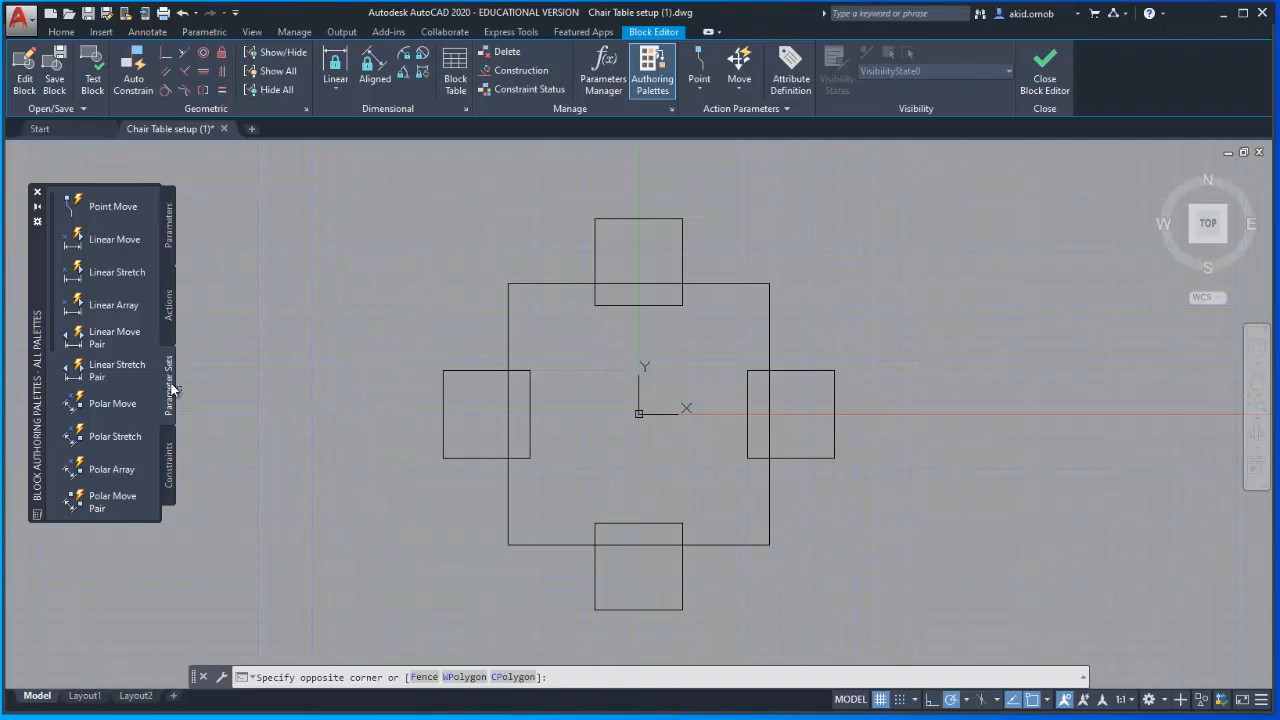 Autodesk AutoCAD 2020 - EDUCATIONAL VERSION    Chair Table setup (1).dwg
Type a keyword or phrase
akid.ornob
Home Insert Annotate Parametric View Manage Output Add-ins Collaborate Express Tools Featured Apps Block Editor
Edit Block
Save Block
Test Block
Auto Constrain
Show/Hide
Show All
Hide All
Linear
Aligned
Block Table
Delete
Construction
Constraint Status
Parameters Manager
Authoring Palettes
Point
Move
Attribute Definition
Visibility States
VisibilityState0
Close Block Editor
Open/Save
Geometric
Dimensional
Manage
Action Parameters
Visibility
Close
Start
Chair Table setup (1)*
Point Move
Linear Move
Linear Stretch
Linear Array
Linear Move
Pair
Linear Stretch
Pair
Polar Move
Polar Stretch
Polar Array
Polar Move
Pair
Parameters
Actions
Parameter Sets
Constraints
BLOCK AUTHORING PALETTES - ALL PALETTES
N
W TOP E
S
WCS
Y
X
Specify opposite corner or [Fence WPolygon CPolygon]:
Model Layout1 Layout2
MODEL
1:1